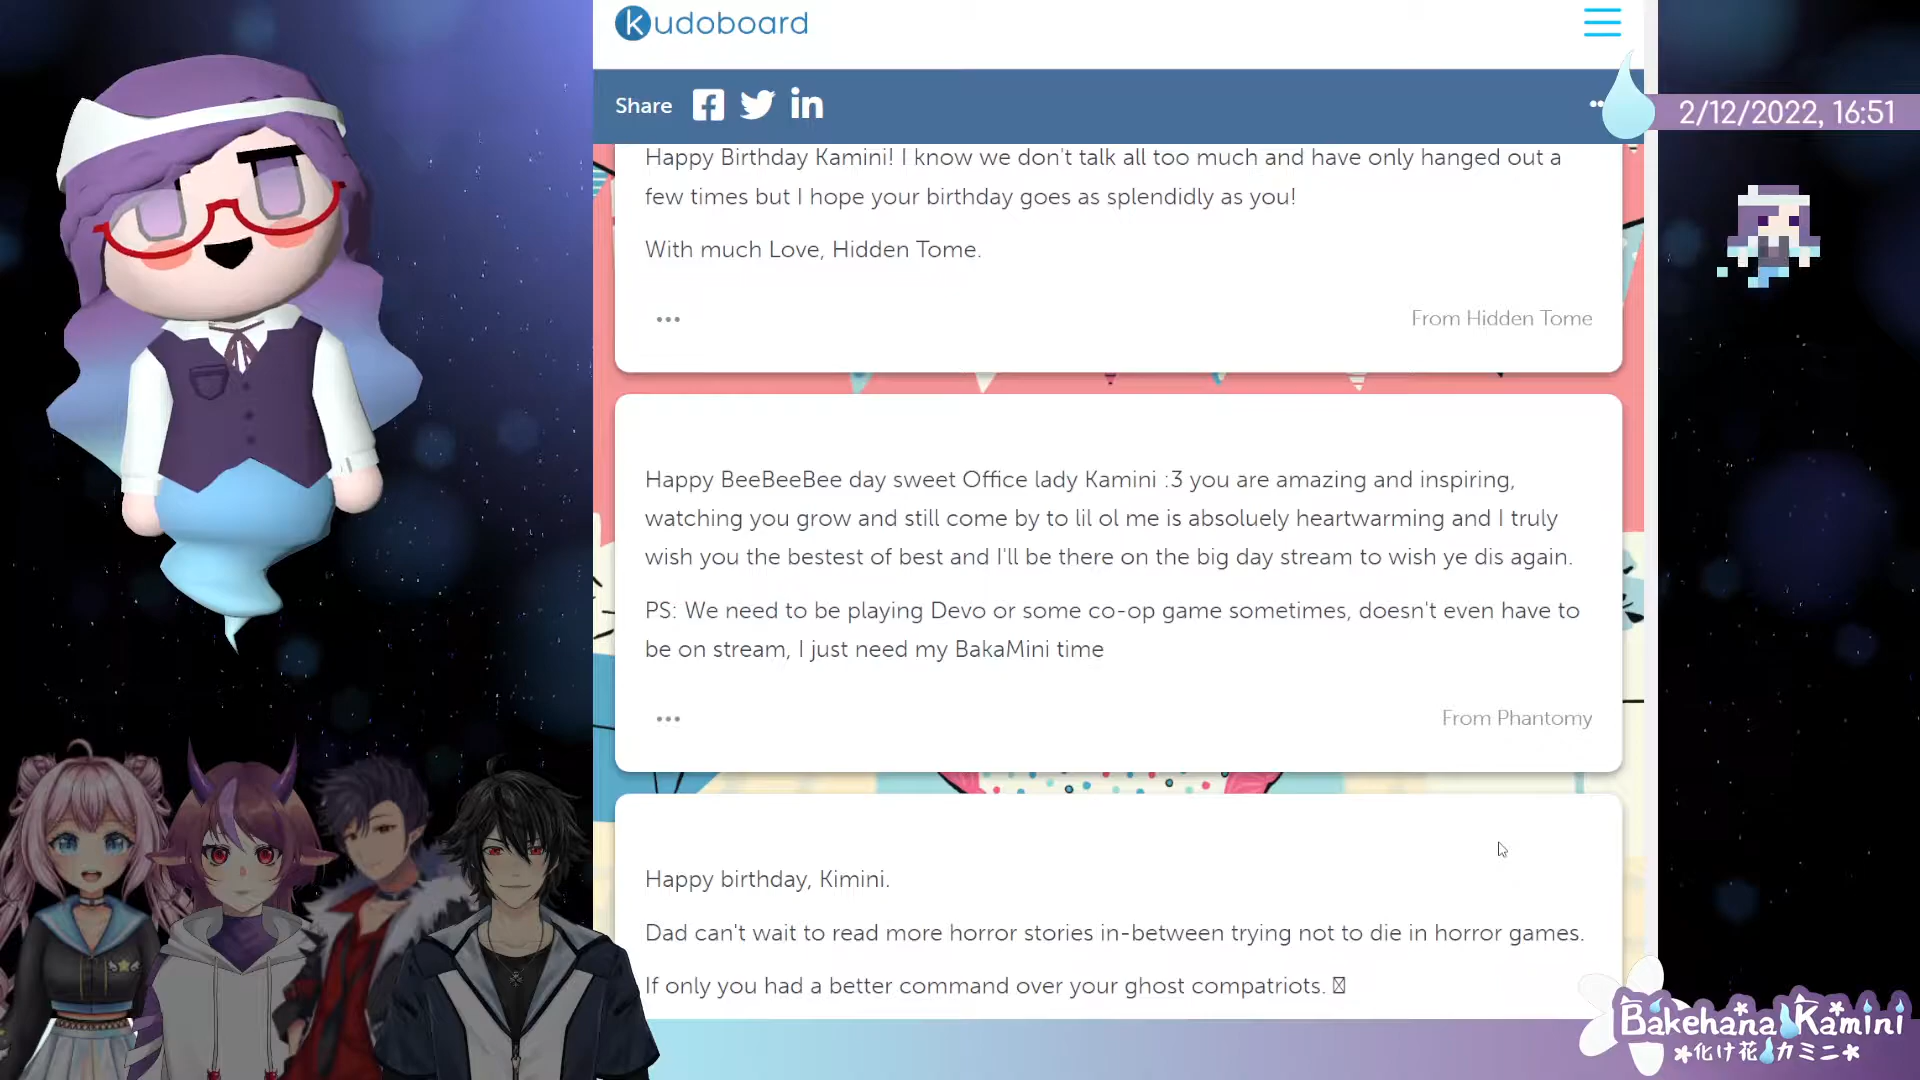 kudoboard
Share
2/12/2022, 16:51
Happy Birthday Kamini! I know we don't talk all too much and have only hanged out a
few times but I hope your birthday goes as splendidly as you!
With much Love, Hidden Tome.
From Hidden Tome
Happy BeeBeeBee day sweet Office lady Kamini :3 you are amazing and inspiring,
watching you grow and still come by to lil ol me is absoluely heartwarming and I truly
wish you the bestest of best and I'll be there on the big day stream to wish ye dis again.
PS: We need to be playing Devo or some co-op game sometimes, doesn't even have to
be on stream, I just need my BakaMini time
From Phantomy
Happy birthday, Kimini.
Dad can't wait to read more horror stories in-between trying not to die in horror games.
If only you had a better command over your ghost compatriots.
Bakehana Kamini
化け花カミニ